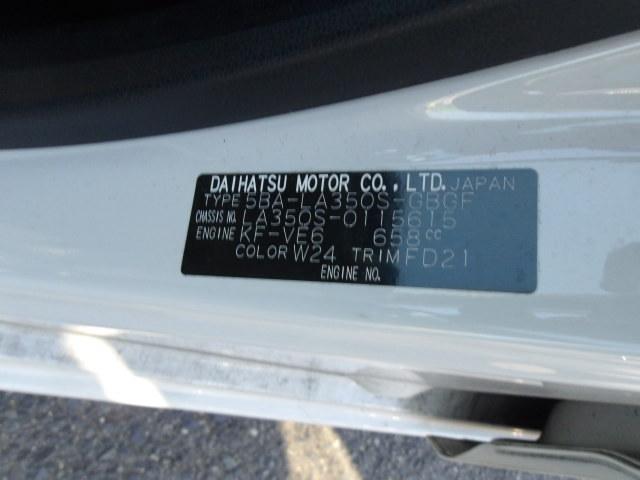 DAIHATSU MOTOR CO.,LTD. JAPAN
TYPE 5BA-LA350S-GBGF
CHASSIS NO. LA350S-0115615
ENGINE KF-VE6 658cc
COLOR W24 TRIM FD21
ENGINE NO.